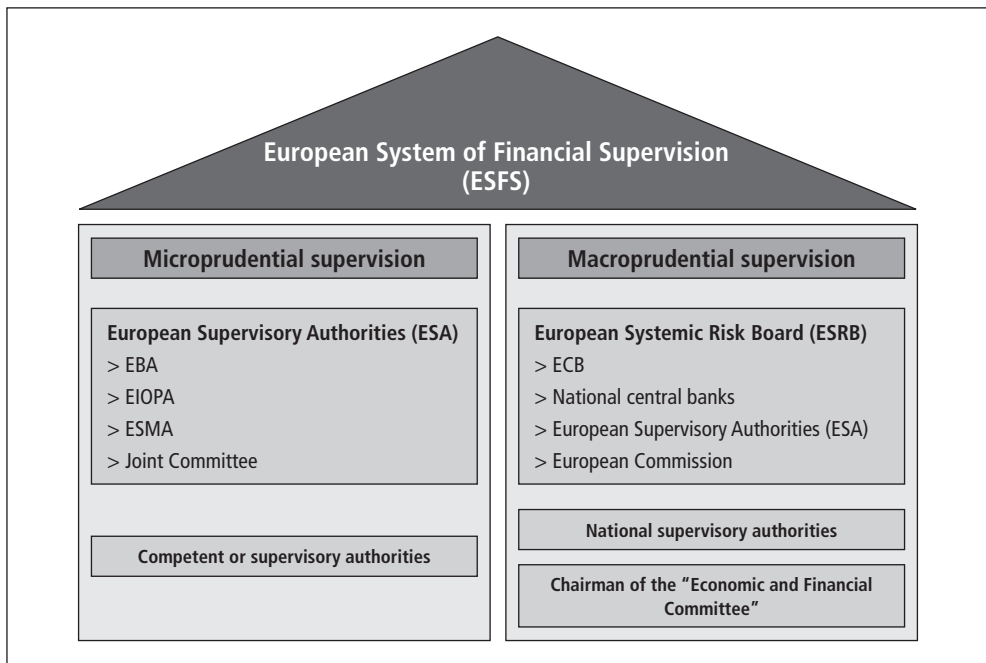 European System of Financial Supervision
(ESFS)
Microprudential supervision
European Supervisory Authorities (ESA)
> EBA
> EIOPA
> ESMA
> Joint Committee
Competent or supervisory authorities
Macroprudential supervision
European Systemic Risk Board (ESRB)
> ECB
> National central banks
> European Supervisory Authorities (ESA)
> European Commission
National supervisory authorities
Chairman of the “Economic and Financial
Committee”